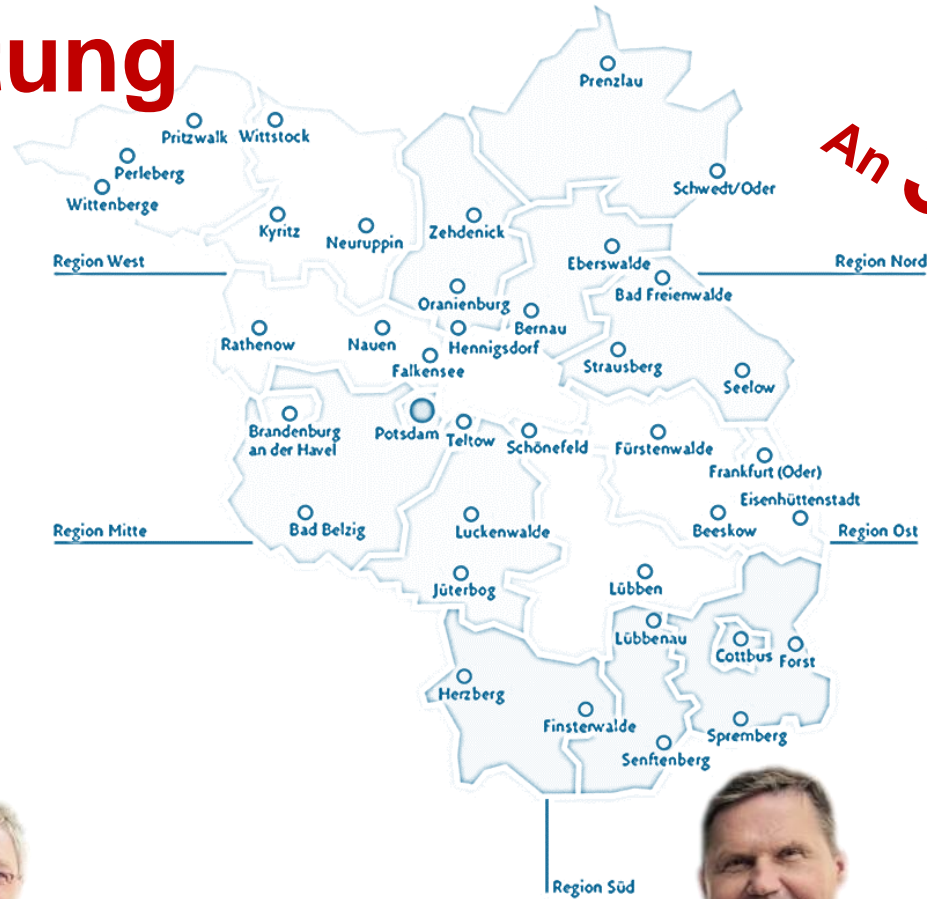 Prenzlau
Pritzwalk
Wittstock
An
Perleberg
Schwedt/Oder
Wittenberge
Kyritz
Neuruppin
Zehdenick
Region West
Eberswalde
Region Nord
Bad Freienwalde
Oranienburg
Bernau
Rathenow
Nauen
Hennigsdorf
Falkensee
Strausberg
Seelow
Brandenburg
an der Havel
Potsdam
Teltow
Schönefeld
Fürstenwalde
Frankfurt (Oder)
Eisenhüttenstadt
Region Mitte
Bad Belzig
Luckenwalde
Beeskow
Region Ost
Jüterbog
Lübben
Lübbenau
Cottbus
Forst
Herzberg
Finsterwalde
Spremberg
Senftenberg
Region Süd